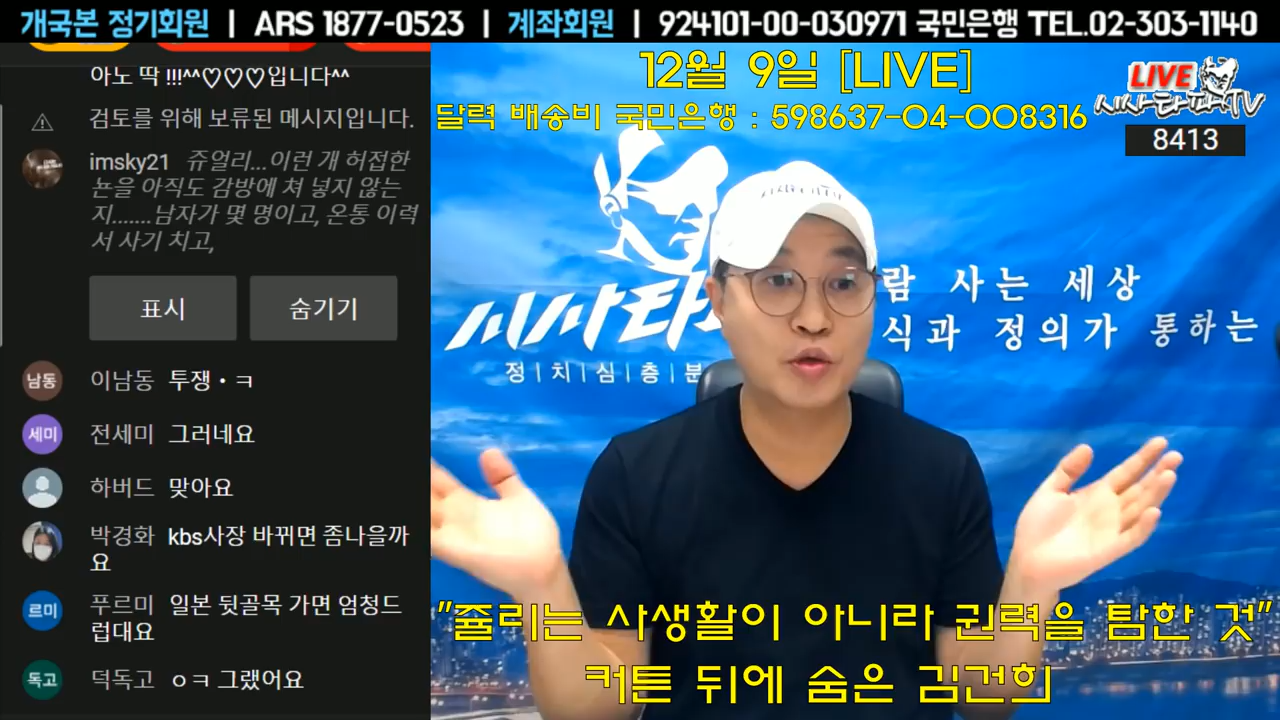 개국본 정기회원 | ARS 1877-0523 | 계좌회원 | 924101-00-030971 국민은행 TEL.02-303-1140
아도 딱 !!!^^♡♡♡입니다^^
검토를 위해 보류된 메시지입니다.
imsky21 쥬얼리...이런 개 허접한
뇬을 아직도 감방에 쳐 넣지 않는
지.......남자가 몇 명이고, 온통 이력
서 사기 치고,
표시
숨기기
남동 이남동 투쟁·ㅋ
세미 전세미 그러네요
하버드 맞아요
박경화 kbs사장 바뀌면 좀나을까
요
르미 푸르미 일본 뒷골목 가면 엄청드
럽대요
독고 덕독고 ㅇㅋ 그랬어요
12월 9일 [LIVE]
달력 배송비 국민은행 : 598637-04-008316
LIVE
시사타파TV
8413
시사타
정|치|심|층|분
람 사는 세상
식과 정의가 통하는
"쥴리는 사생활이 아니라 권력을 탐한 것"
커튼 뒤에 숨은 김건희